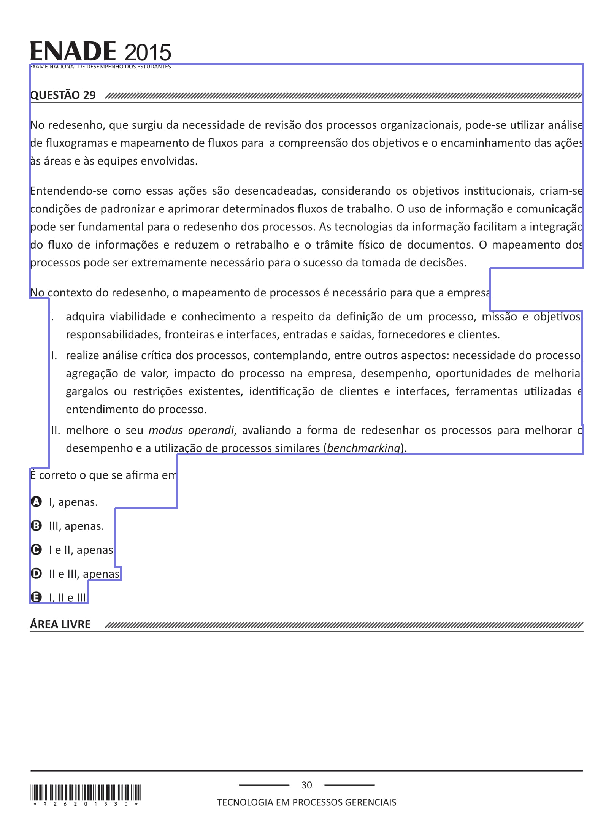 ENADE 2015
EXAME NACIONAL DE DESEMPENHO DOS ESTUDANTES
QUESTÃO 29
No redesenho, que surgiu da necessidade de revisão dos processos organizacionais, pode-se utilizar análise
de fluxogramas e mapeamento de fluxos para a compreensão dos objetivos e o encaminhamento das ações
às áreas e às equipes envolvidas.
Entendendo-se como essas ações são desencadeadas, considerando os objetivos institucionais, criam-se
condições de padronizar e aprimorar determinados fluxos de trabalho. O uso de informação e comunicação
pode ser fundamental para o redesenho dos processos. As tecnologias da informação facilitam a integração
do fluxo de informações e reduzem o retrabalho e o trâmite físico de documentos. O mapeamento dos
processos pode ser extremamente necessário para o sucesso da tomada de decisões.
No contexto do redesenho, o mapeamento de processos é necessário para que a empresa
I. adquira viabilidade e conhecimento a respeito da definição de um processo, missão e objetivos,
responsabilidades, fronteiras e interfaces, entradas e saídas, fornecedores e clientes.
II. realize análise crítica dos processos, contemplando, entre outros aspectos: necessidade do processo,
agregação de valor, impacto do processo na empresa, desempenho, oportunidades de melhoria,
gargalos ou restrições existentes, identificação de clientes e interfaces, ferramentas utilizadas e
entendimento do processo.
III. melhore o seu modus operandi, avaliando a forma de redesenhar os processos para melhorar o
desempenho e a utilização de processos similares (benchmarking).
É correto o que se afirma em
A I, apenas.
B III, apenas.
C I e II, apenas.
D II e III, apenas.
E I, II e III.
ÁREA LIVRE
30
TECNOLOGIA EM PROCESSOS GERENCIAIS